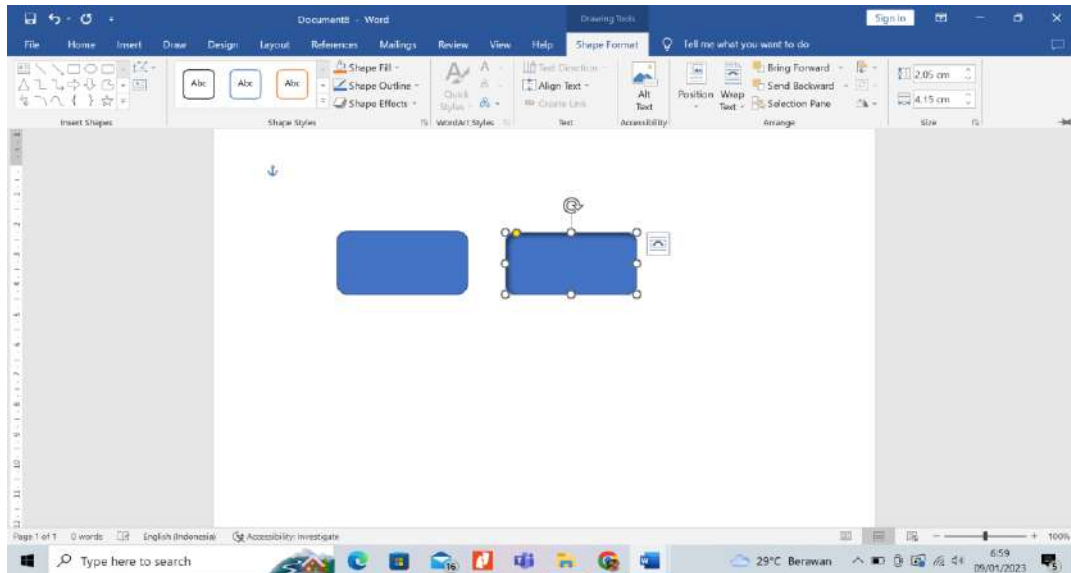 Document8 - Word
Drawing Tools
Sign in
File Home Insert Draw Design Layout References Mailings Review View Help Shape Format Tell me what you want to do
Abc Abc Abc
Shape Fill
Shape Outline
Shape Effects
Quick Styles
Text Direction
Align Text
Create Link
Alt Text
Position
Wrap Text
Bring Forward
Send Backward
Selection Pane
2.05 cm
4.15 cm
Insert Shapes Shape Styles WordArt Styles Text Accessibility Arrange Size
Page 1 of 1 0 words English (Indonesia) Accessibility: Investigate 100%
Type here to search
16
29°C Berawan
6:59
09/01/2023
5